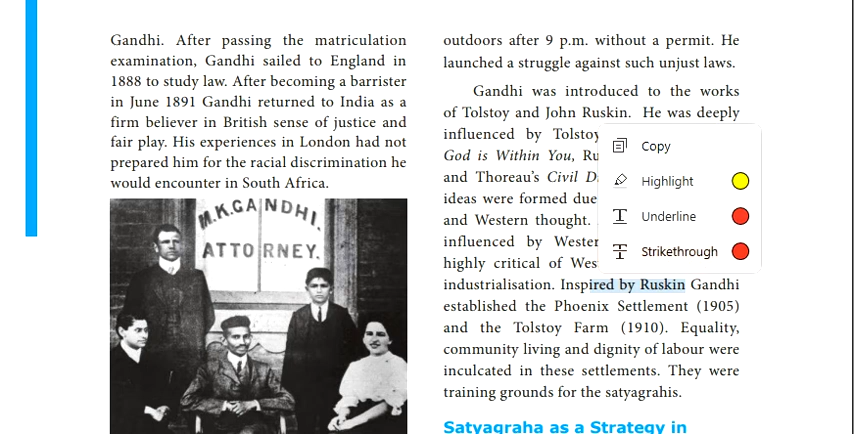 Gandhi. After passing the matriculation
examination, Gandhi sailed to England in
1888 to study law. After becoming a barrister
in June 1891 Gandhi returned to India as a
firm believer in British sense of justice and
fair play. His experiences in London had not
prepared him for the racial discrimination he
would encounter in South Africa.
M.K.GANDHI.
ATTORNEY.
outdoors after 9 p.m. without a permit. He
launched a struggle against such unjust laws.
Gandhi was introduced to the works
of Tolstoy and John Ruskin. He was deeply
influenced by Tolstoy
God is Within You, Ru
and Thoreau's Civil D
ideas were formed due
and Western thought.
influenced by Wester
highly critical of Wes
industrialisation. Inspired by Ruskin Gandhi
established the Phoenix Settlement (1905)
and the Tolstoy Farm (1910). Equality,
community living and dignity of labour were
inculcated in these settlements. They were
training grounds for the satyagrahis.
Satyagraha as a Strategy in
Copy
Highlight
Underline
Strikethrough